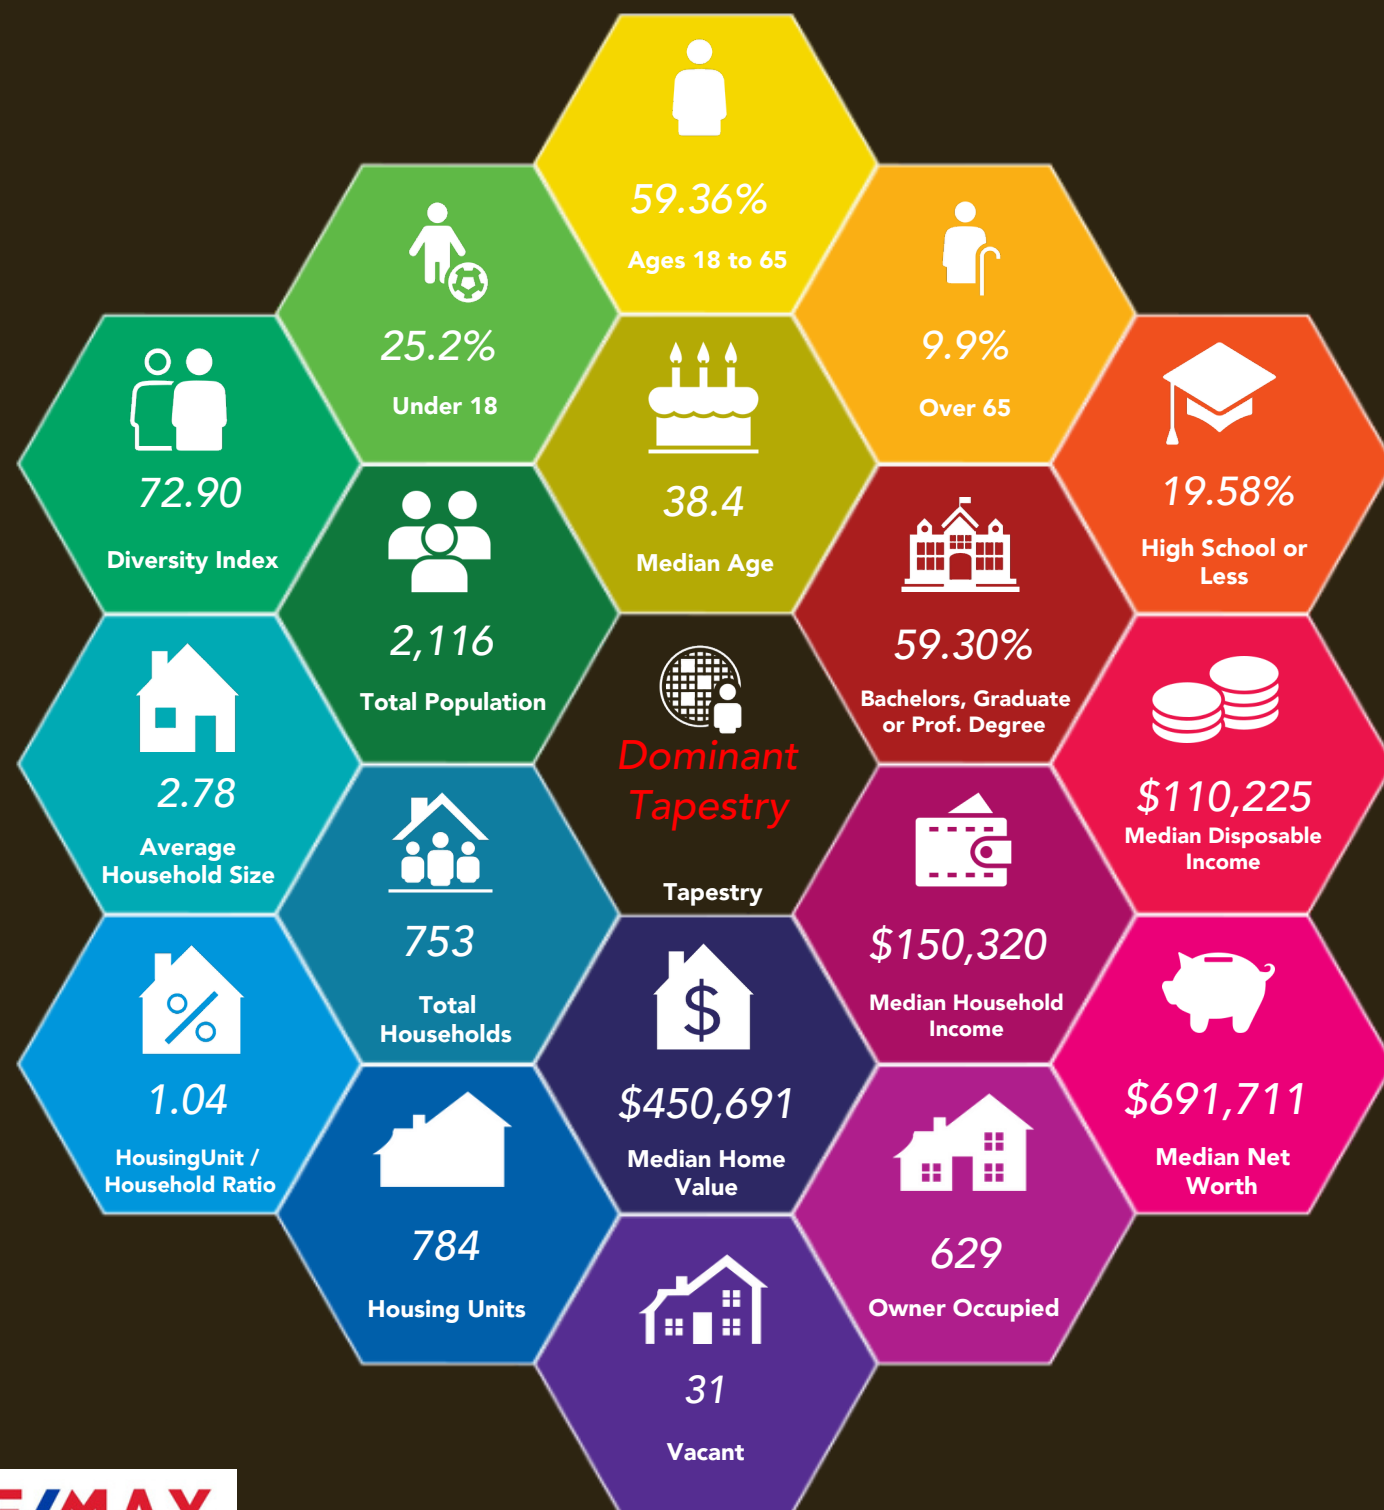 59.36%
Ages 18 to 65
25.2%
Under 18
9.9%
Over 65
72.90
Diversity Index
38.4
Median Age
19.58%
High School or
Less
2,116
Total Population
59.30%
Bachelors, Graduate
or Prof. Degree
2.78
Average
Household Size
Dominant
Tapestry
Tapestry
$110,225
Median Disposable
Income
753
Total
Households
$150,320
Median Household
Income
1.04
HousingUnit /
Household Ratio
$450,691
Median Home
Value
$691,711
Median Net
Worth
784
Housing Units
629
Owner Occupied
31
Vacant